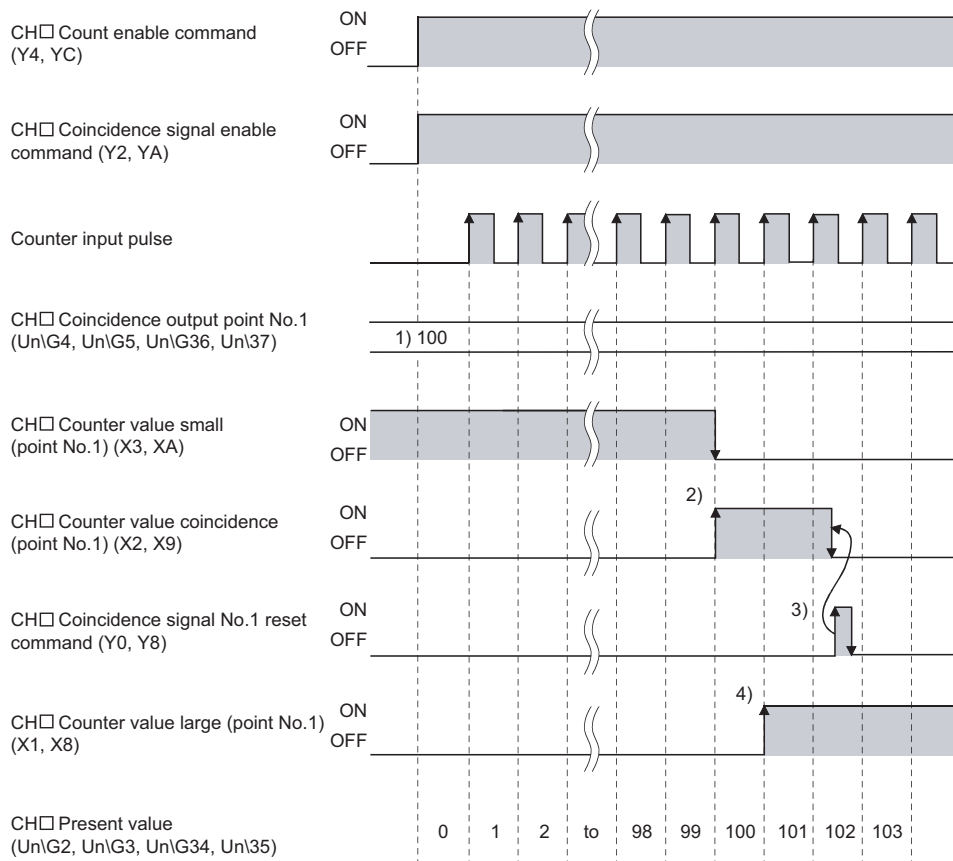 CH□ Count enable command
(Y4, YC)
ON
OFF
CH□ Coincidence signal enable
command (Y2, YA)
ON
OFF
Counter input pulse
CH□ Coincidence output point No.1
(Un\G4, Un\G5, Un\G36, Un\37)
1) 100
CH□ Counter value small
(point No.1) (X3, XA)
ON
OFF
CH□ Counter value coincidence
(point No.1) (X2, X9)
ON
OFF
2)
CH□ Coincidence signal No.1 reset
command (Y0, Y8)
ON
OFF
3)
CH□ Counter value large (point No.1)
(X1, X8)
ON
OFF
4)
CH□ Present value
(Un\G2, Un\G3, Un\G34, Un\35)
0 1 2 to 98 99 100 101 102 103